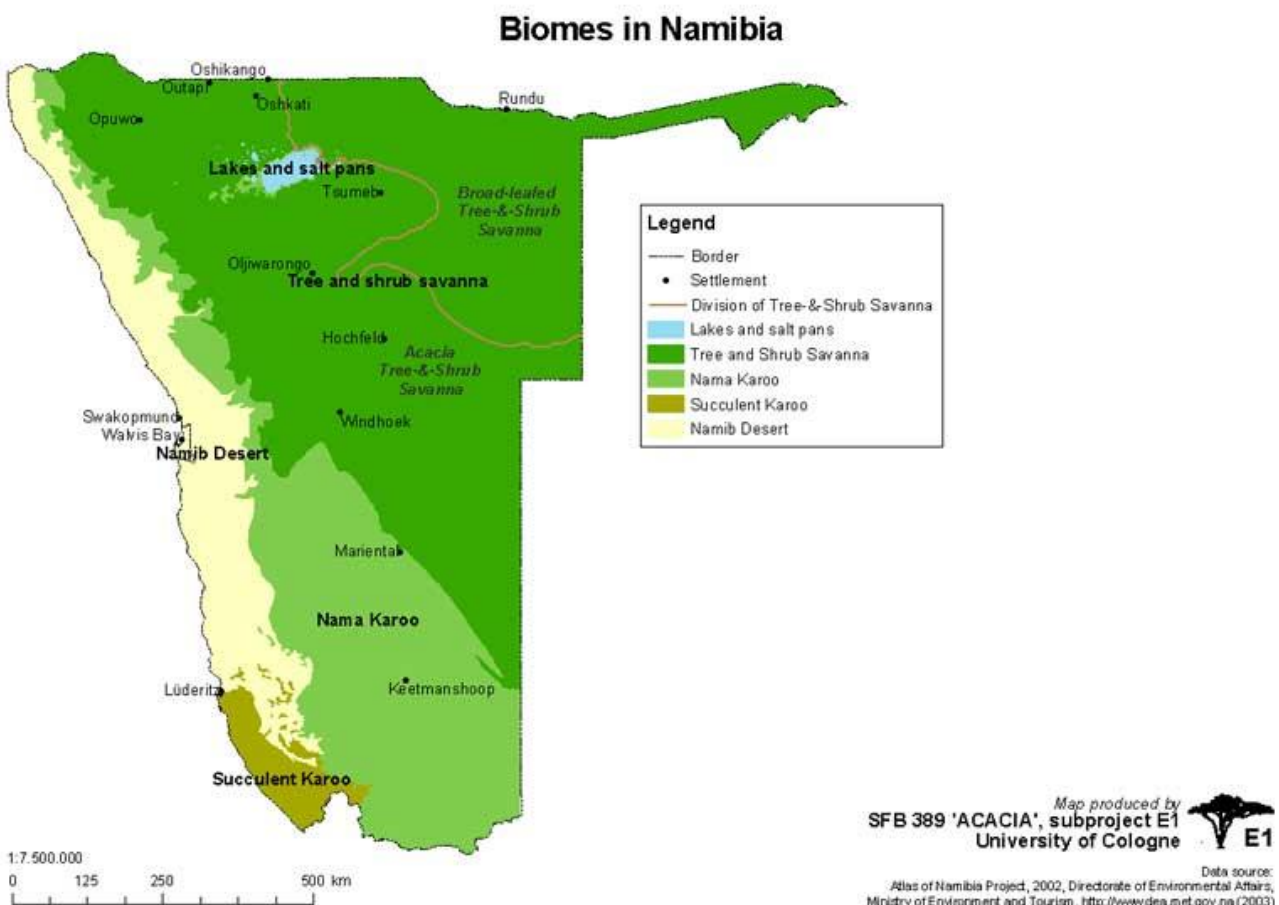 Biomes in Namibia
Oshikango
Outapi
Oshkati
Rundu
Opuwo
Lakes and salt pans
Tsumeb
Broad-leafed
Tree-&-Shrub
Savanna
Oljiwarongo
Tree and shrub savanna
Hochfeld
Acacia
Tree-&-Shrub
Savanna
Swakopmund
Windhoek
Walvis Bay
Namib Desert
Mariental
Nama Karoo
Lüderitz
Keetmanshoop
Succulent Karoo
Legend
Border
Settlement
Division of Tree-&-Shrub Savanna
Lakes and salt pans
Tree and Shrub Savanna
Nama Karoo
Succulent Karoo
Namib Desert
1:7.500.000
0 125 250 500 km
Map produced by
SFB 389 'ACACIA', subproject E1
University of Cologne
E1
Data source:
Atlas of Namibia Project, 2002, Directorate of Environmental Affairs,
Ministry of Environment and Tourism, http://www.dea.met.gov.na (2003)